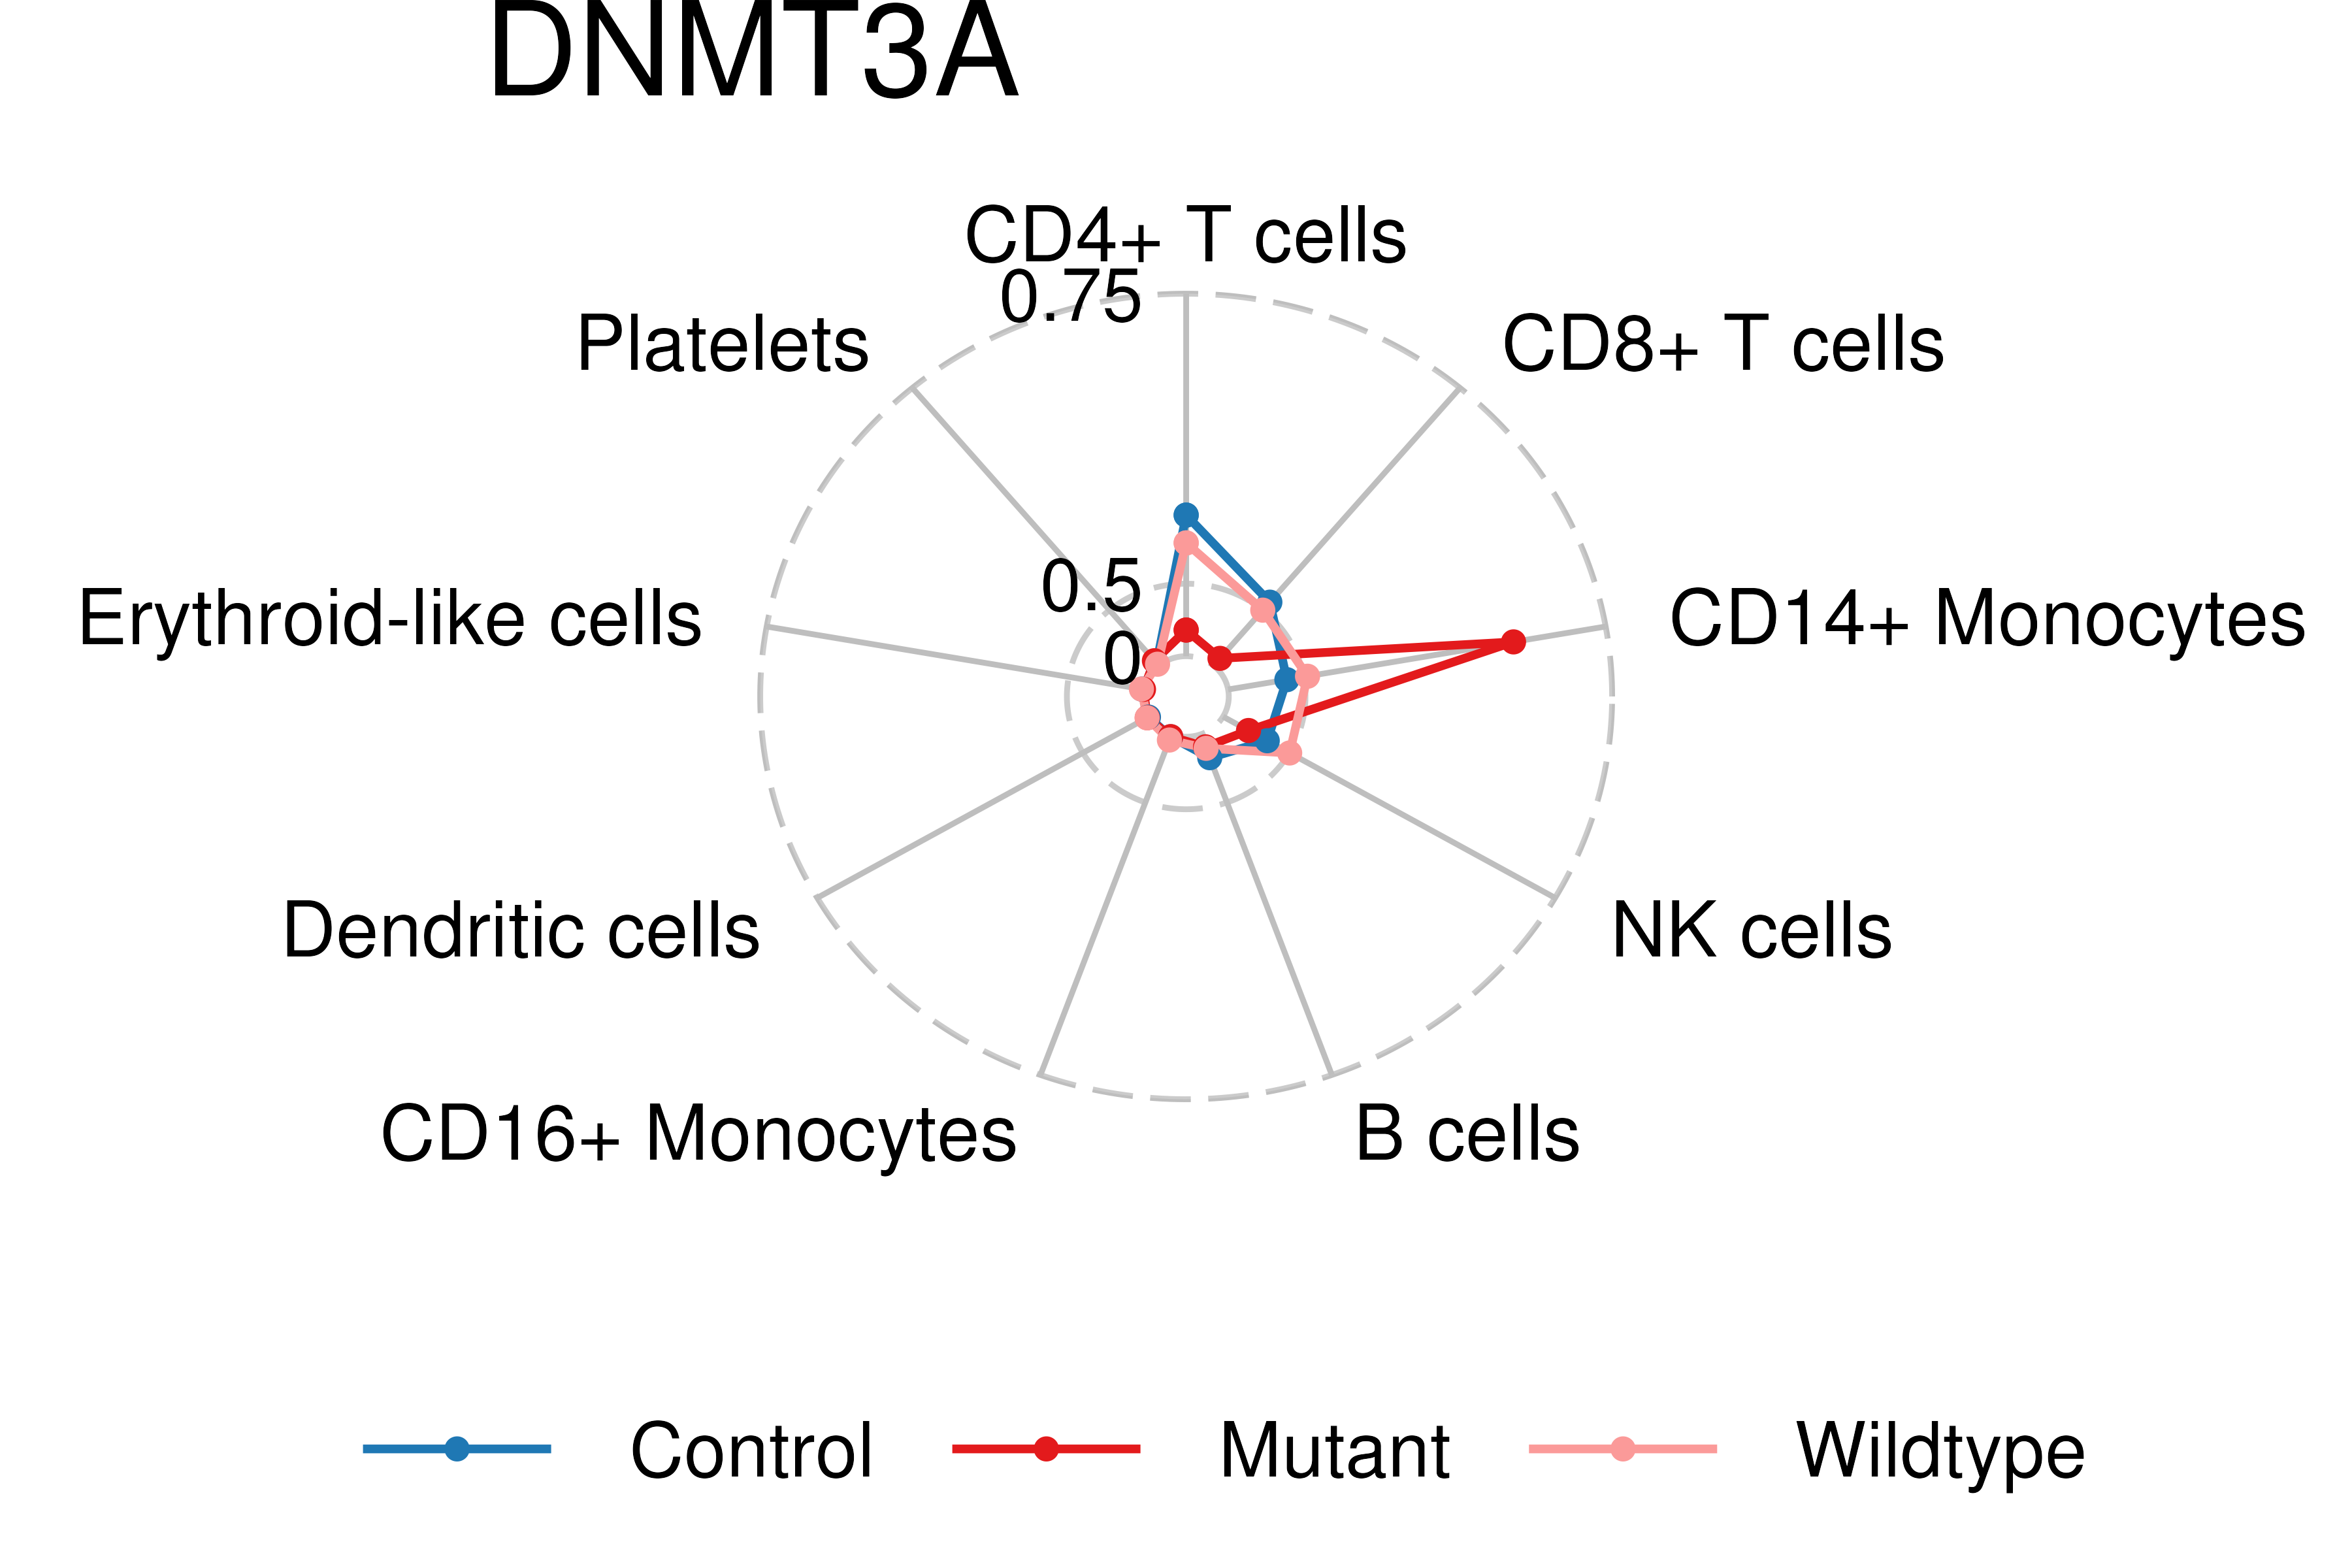 DNMT3A
CD4+ T cells
0.75
Platelets
CD8+ T cells
0.5
Erythroid-like cells
CD14+ Monocytes
0
Dendritic cells
NK cells
CD16+ Monocytes
B cells
Control
Mutant
Wildtype